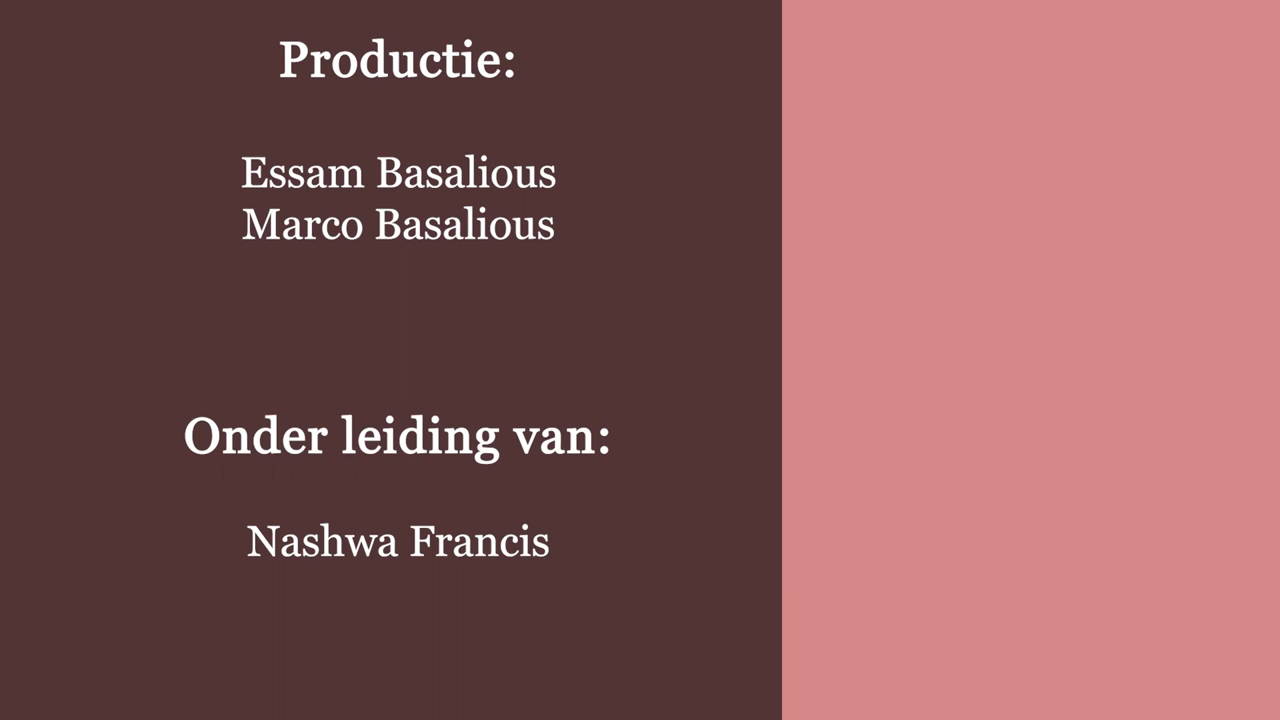 Productie:
Essam Basalious
Marco Basalious
Onder leiding van:
Nashwa Francis